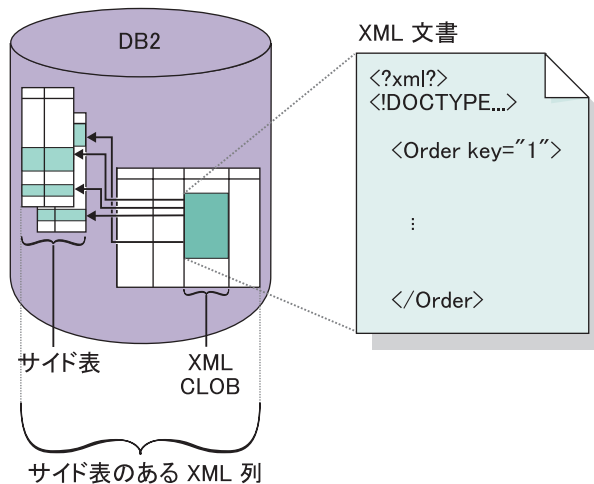 DB2
XML 文書
<?xml?>
<!DOCTYPE...>
<Order key="1">
⋮
</Order>
サイド表
XML
CLOB
サイド表のある XML 列